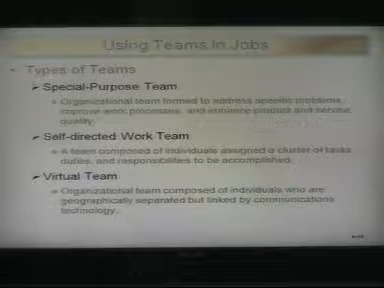 Using Teams in Jobs
• Types of Teams
➢ Special-Purpose Team
Organizational team formed to address specific problems,
improve work processes, and enhance product and service
quality.
➢ Self-directed Work Team
A team composed of individuals assigned a cluster of tasks
duties, and responsibilities to be accomplished.
➢ Virtual Team
Organizational team composed of individuals who are
geographically separated but linked by communications
technology.